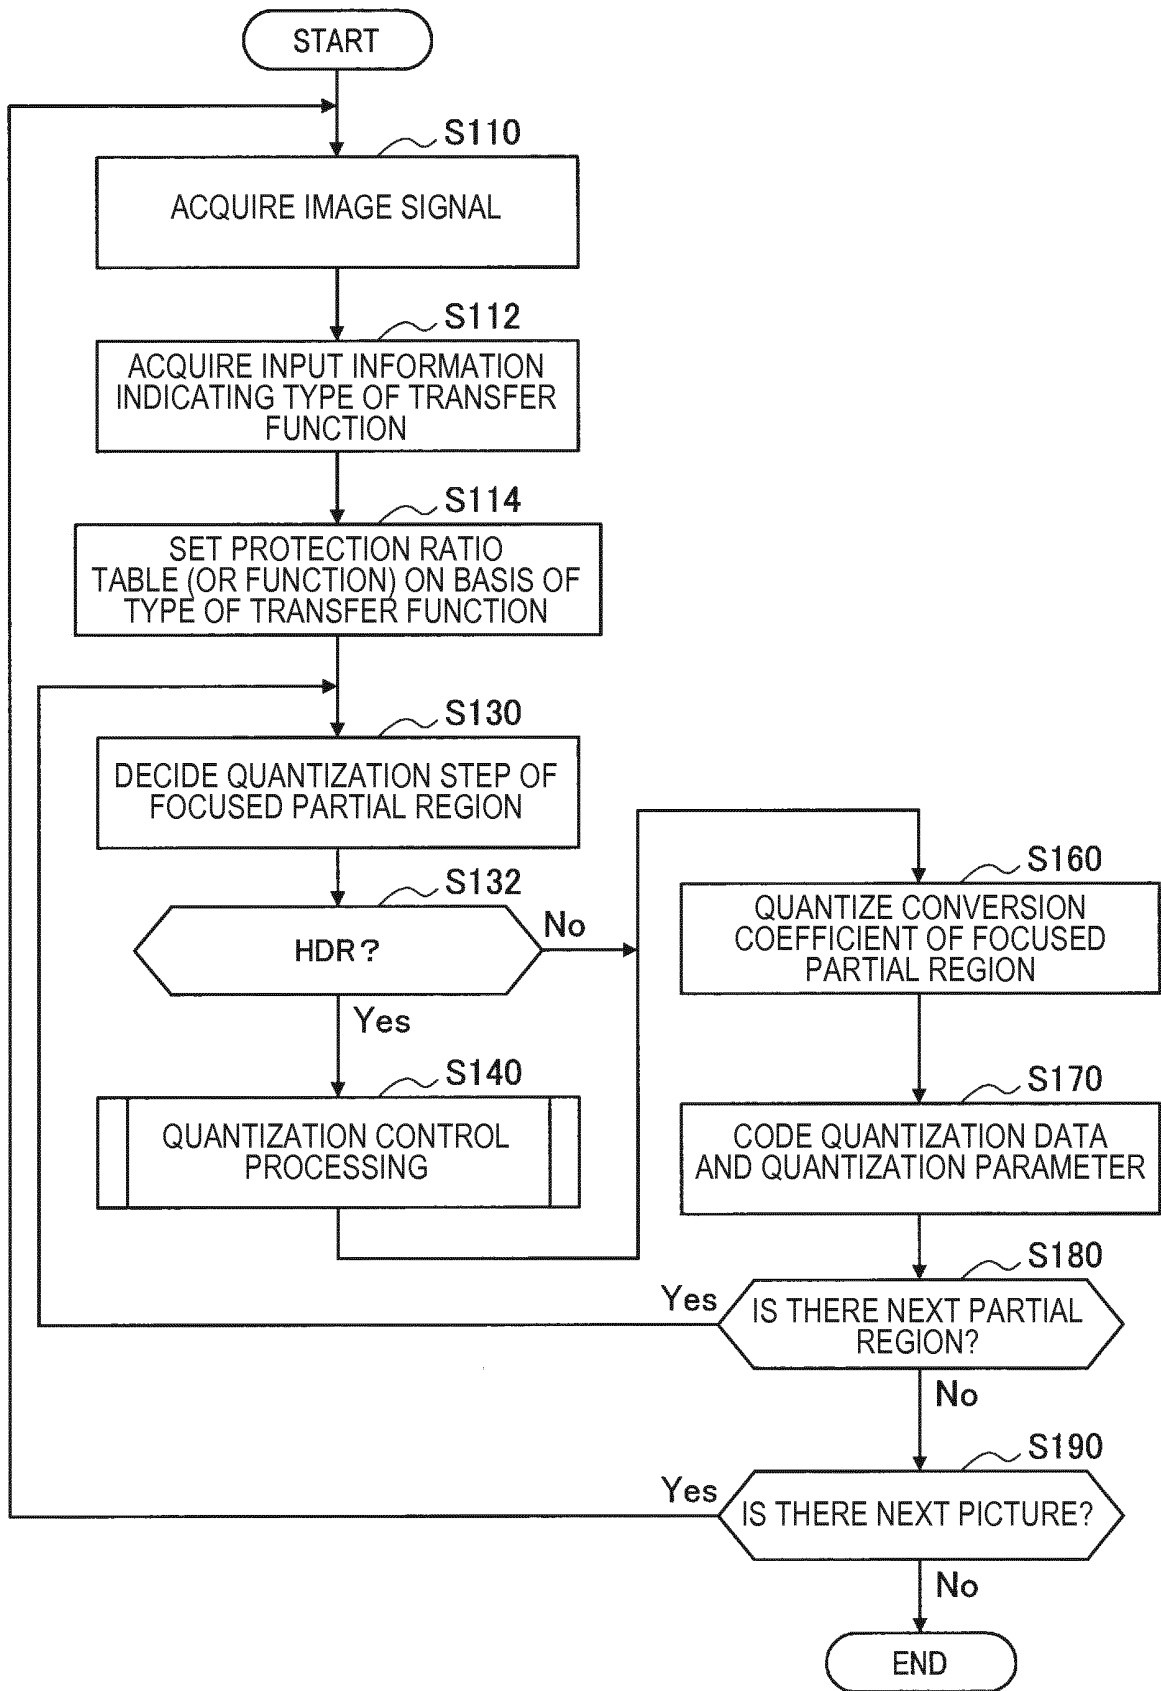 START
S110
ACQUIRE IMAGE SIGNAL
S112
ACQUIRE INPUT INFORMATION
INDICATING TYPE OF TRANSFER
FUNCTION
S114
SET PROTECTION RATIO
TABLE (OR FUNCTION) ON BASIS OF
TYPE OF TRANSFER FUNCTION
S130
DECIDE QUANTIZATION STEP OF
FOCUSED PARTIAL REGION
S132
HDR?
No
Yes
S140
QUANTIZATION CONTROL
PROCESSING
S160
QUANTIZE CONVERSION
COEFFICIENT OF FOCUSED
PARTIAL REGION
S170
CODE QUANTIZATION DATA
AND QUANTIZATION PARAMETER
S180
Yes
IS THERE NEXT PARTIAL
REGION?
No
S190
Yes
IS THERE NEXT PICTURE?
No
END